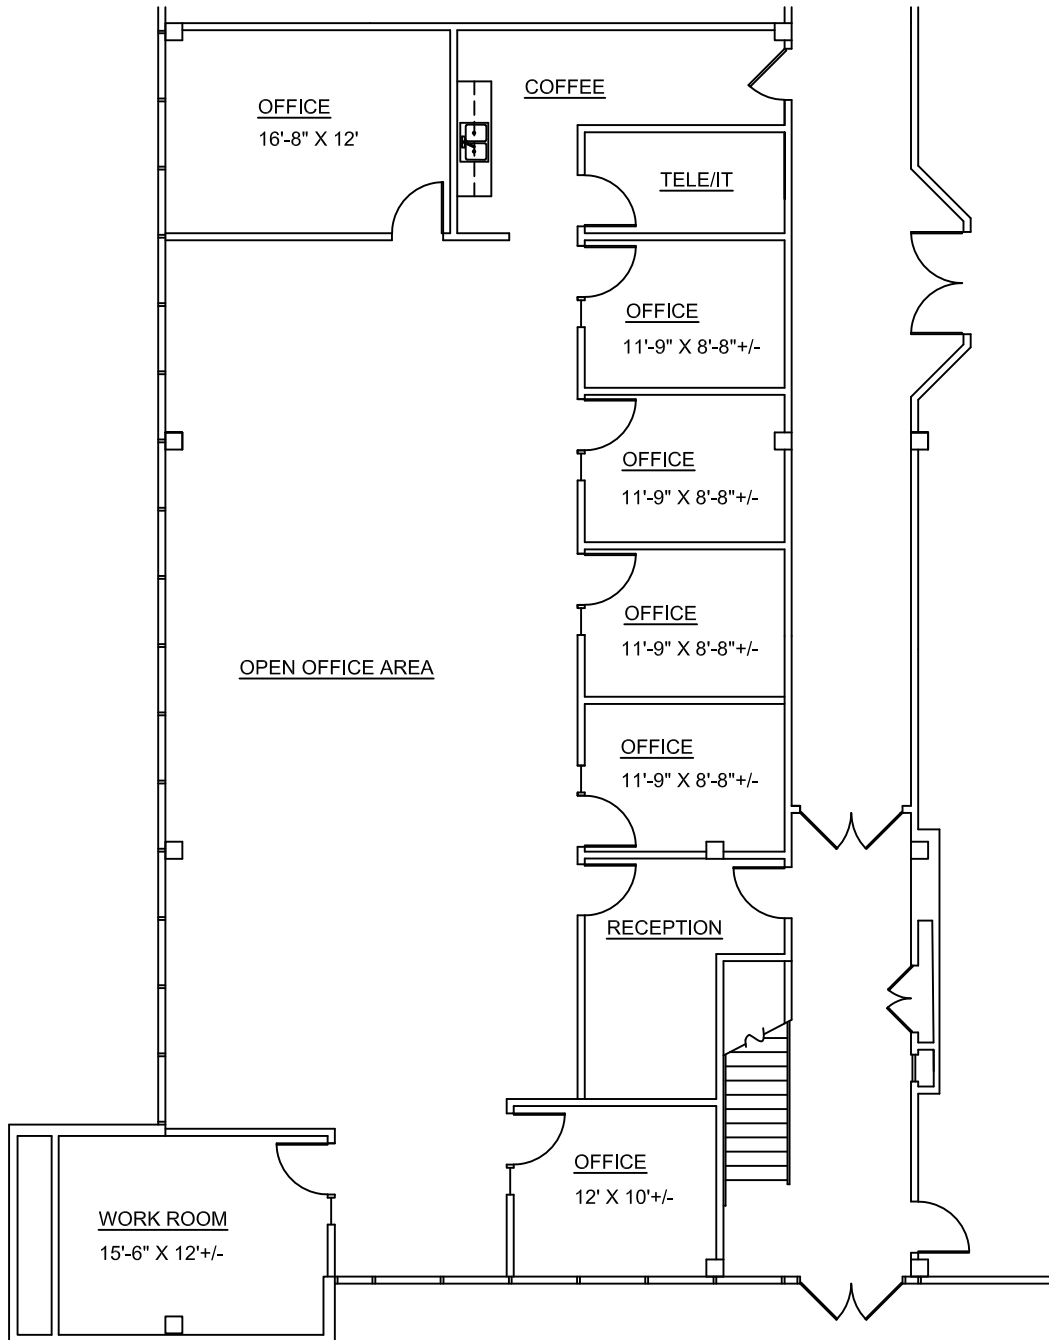 COFFEE
OFFICE
16'-8" X 12'
TELE/IT
OFFICE
11'-9" X 8'-8"+/-
OFFICE
11'-9" X 8'-8"+/-
OFFICE
11'-9" X 8'-8"+/-
OPEN OFFICE AREA
OFFICE
11'-9" X 8'-8"+/-
RECEPTION
OFFICE
12' X 10'+/-
WORK ROOM
15'-6" X 12'+/-